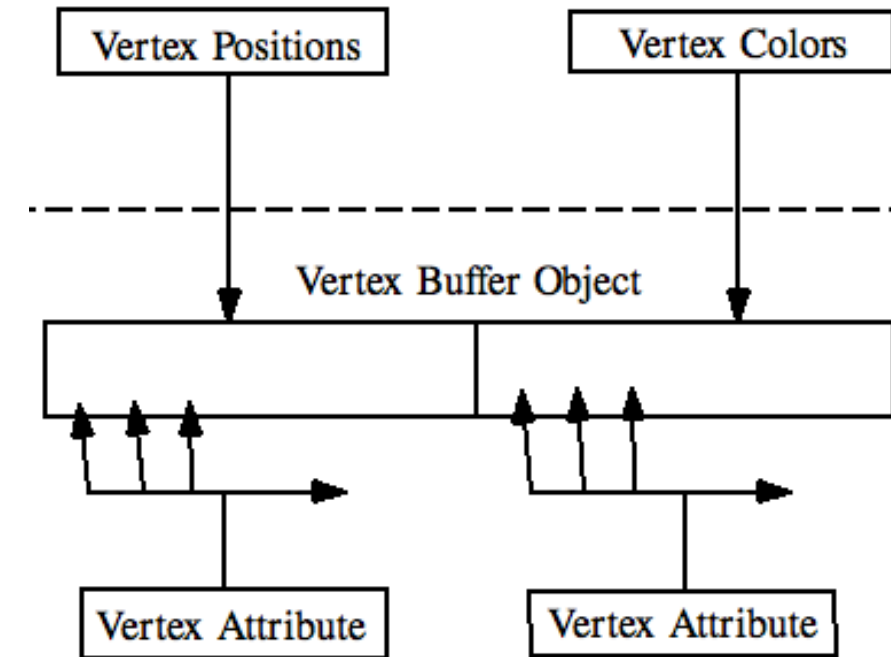 Vertex Positions
Vertex Colors
Vertex Buffer Object
Vertex Attribute
Vertex Attribute